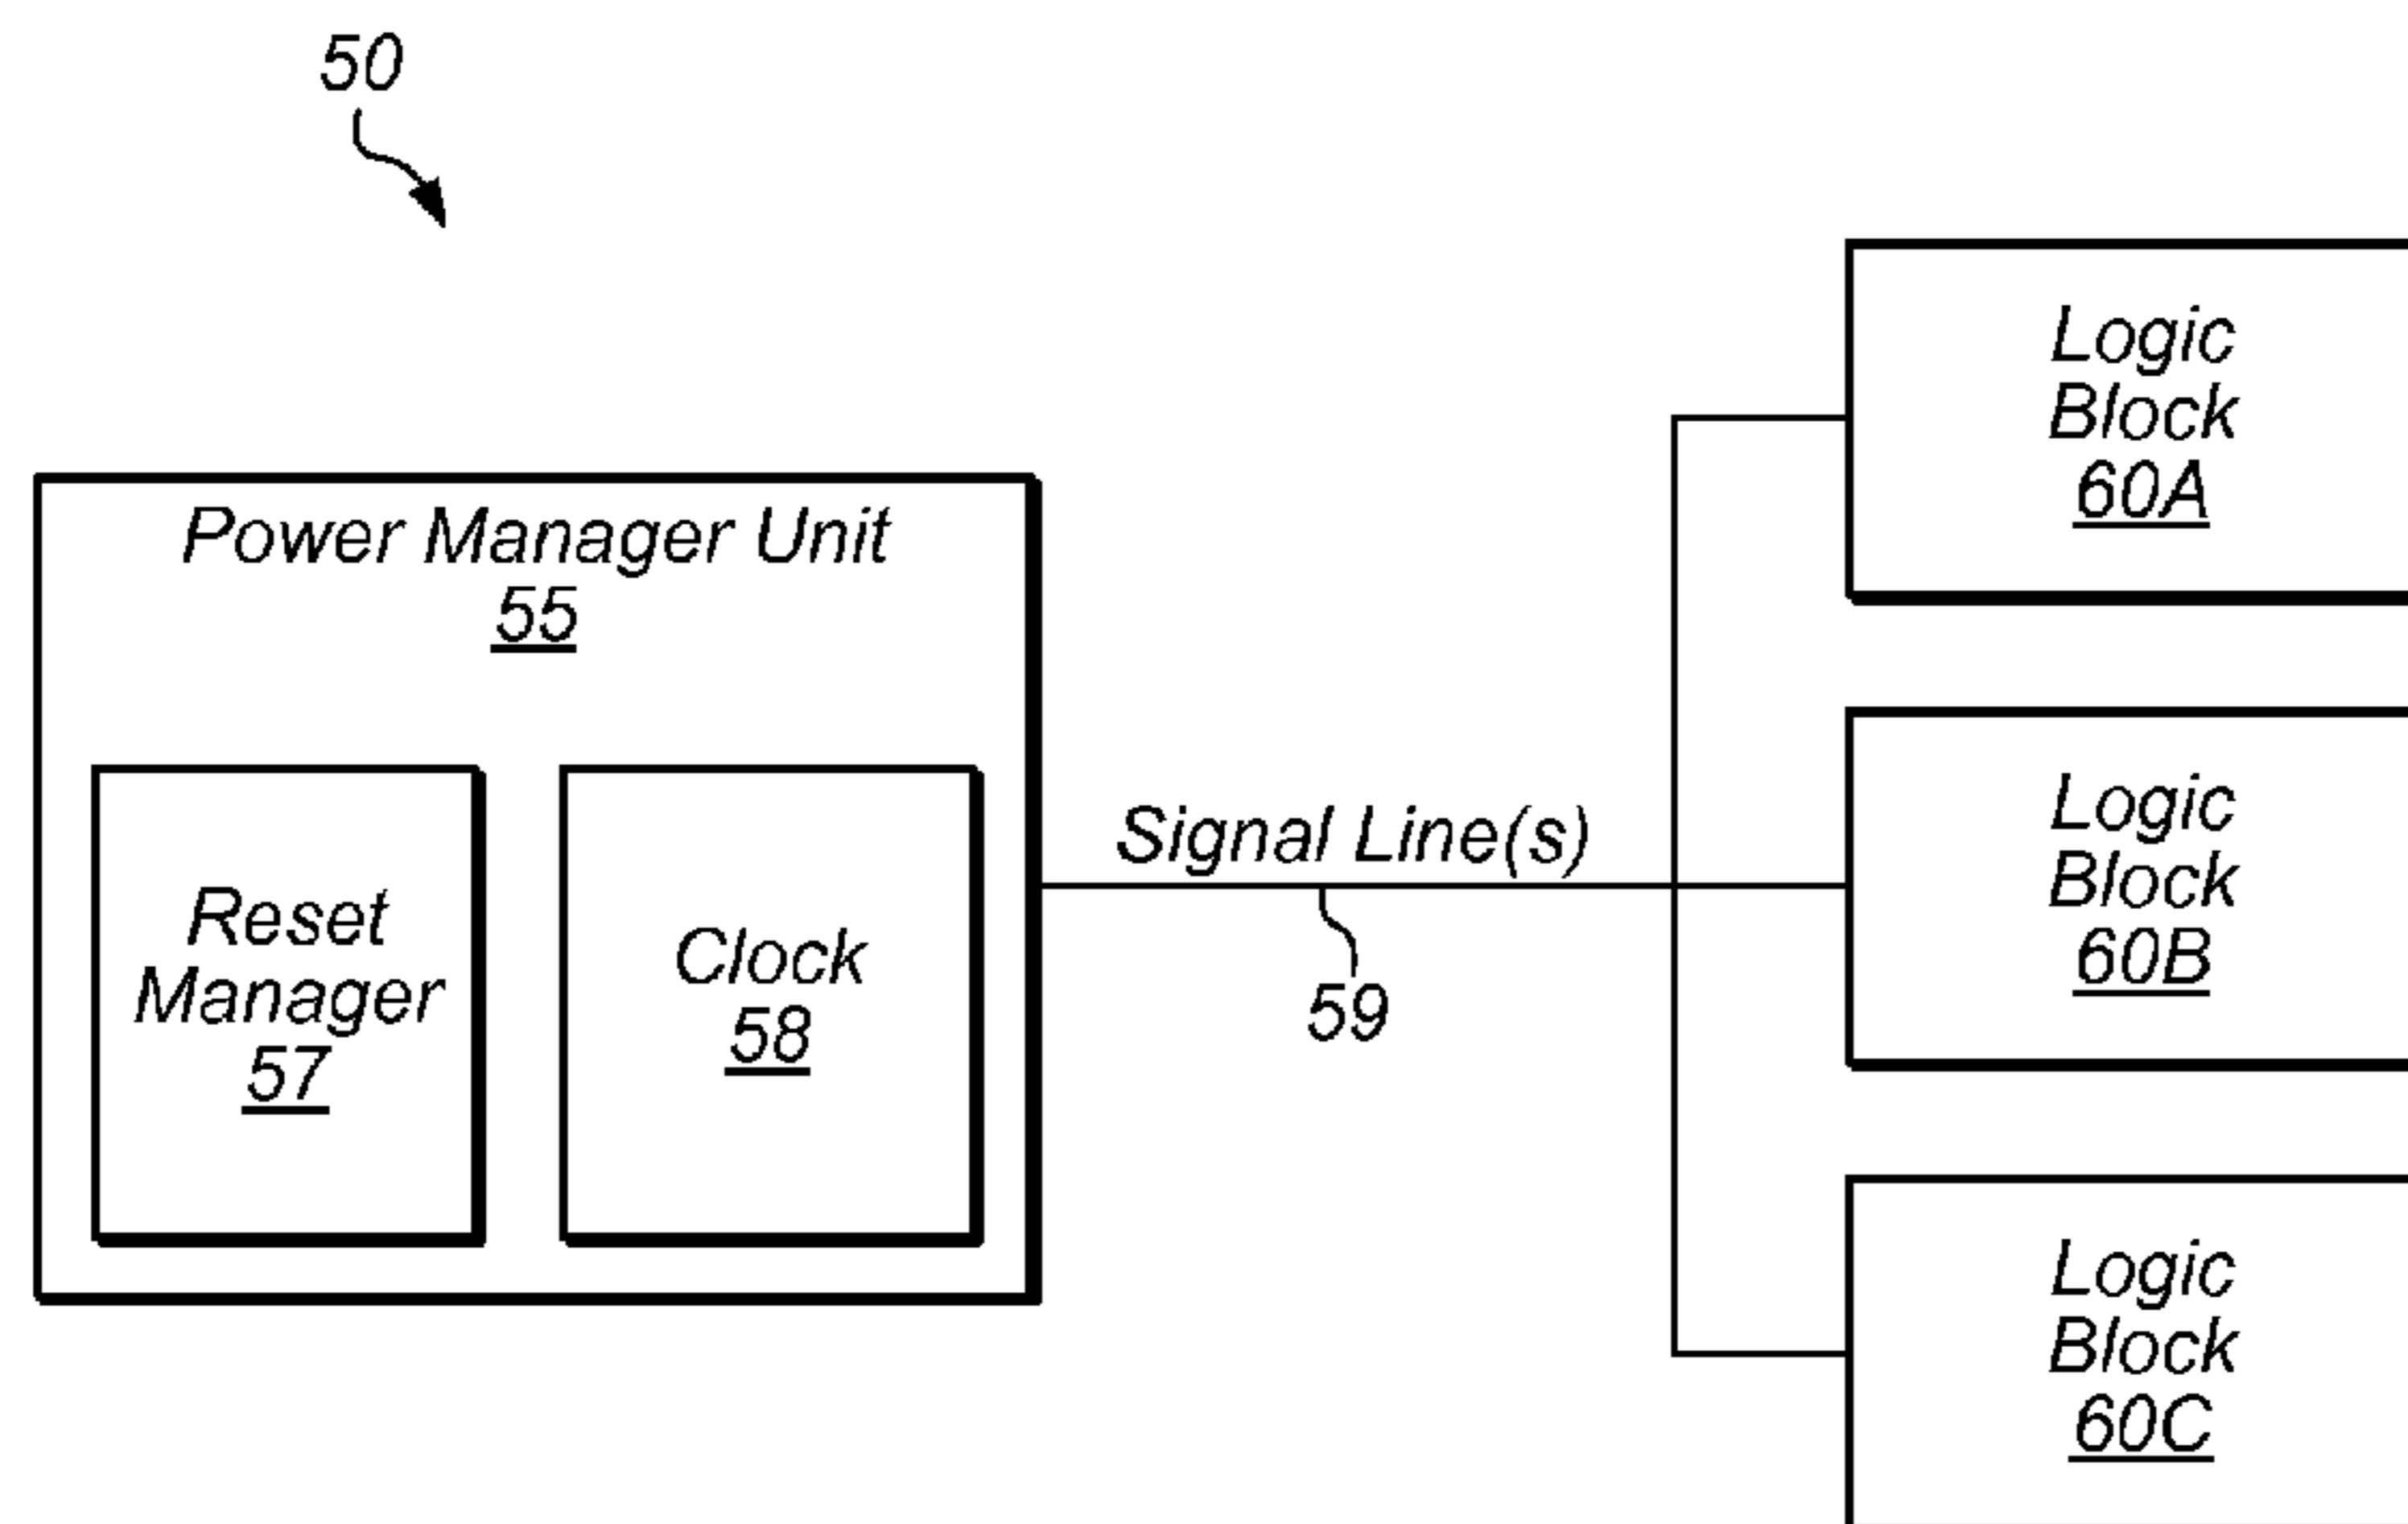 50
Power Manager Unit
55
Reset
Manager
57
Clock
58
Signal Line(s)
59
Logic
Block
60A
Logic
Block
60B
Logic
Block
60C